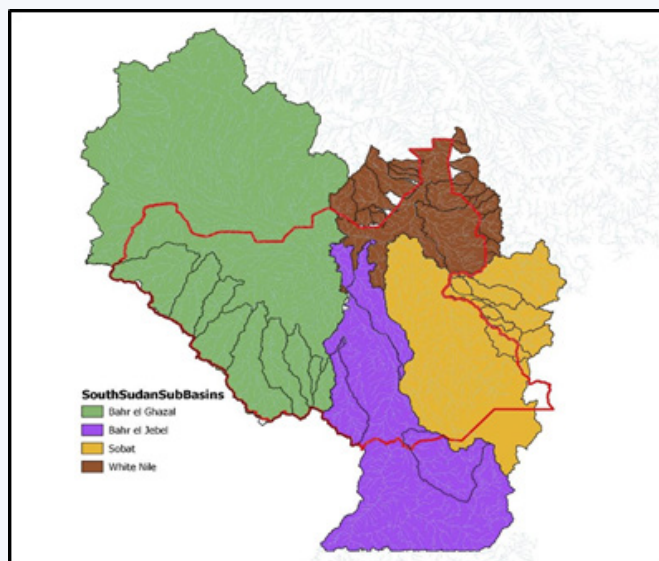 SouthSudanSubBasins
Bahr el Ghazal
Bahr el Jebel
Sobat
White Nile